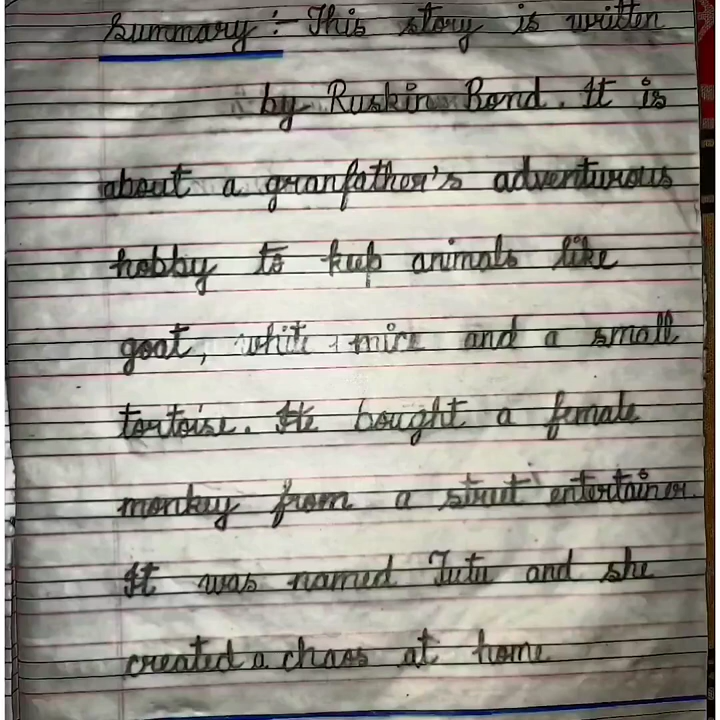 Summary :- This story is written
by Ruskin Bond. It is
about a granfather's adventurous
hobby to keep animals like
goat, white mice and a small
tortoise. He bought a female
monkey from a street entertainer.
It was named Tutu and she
created a chaos at home